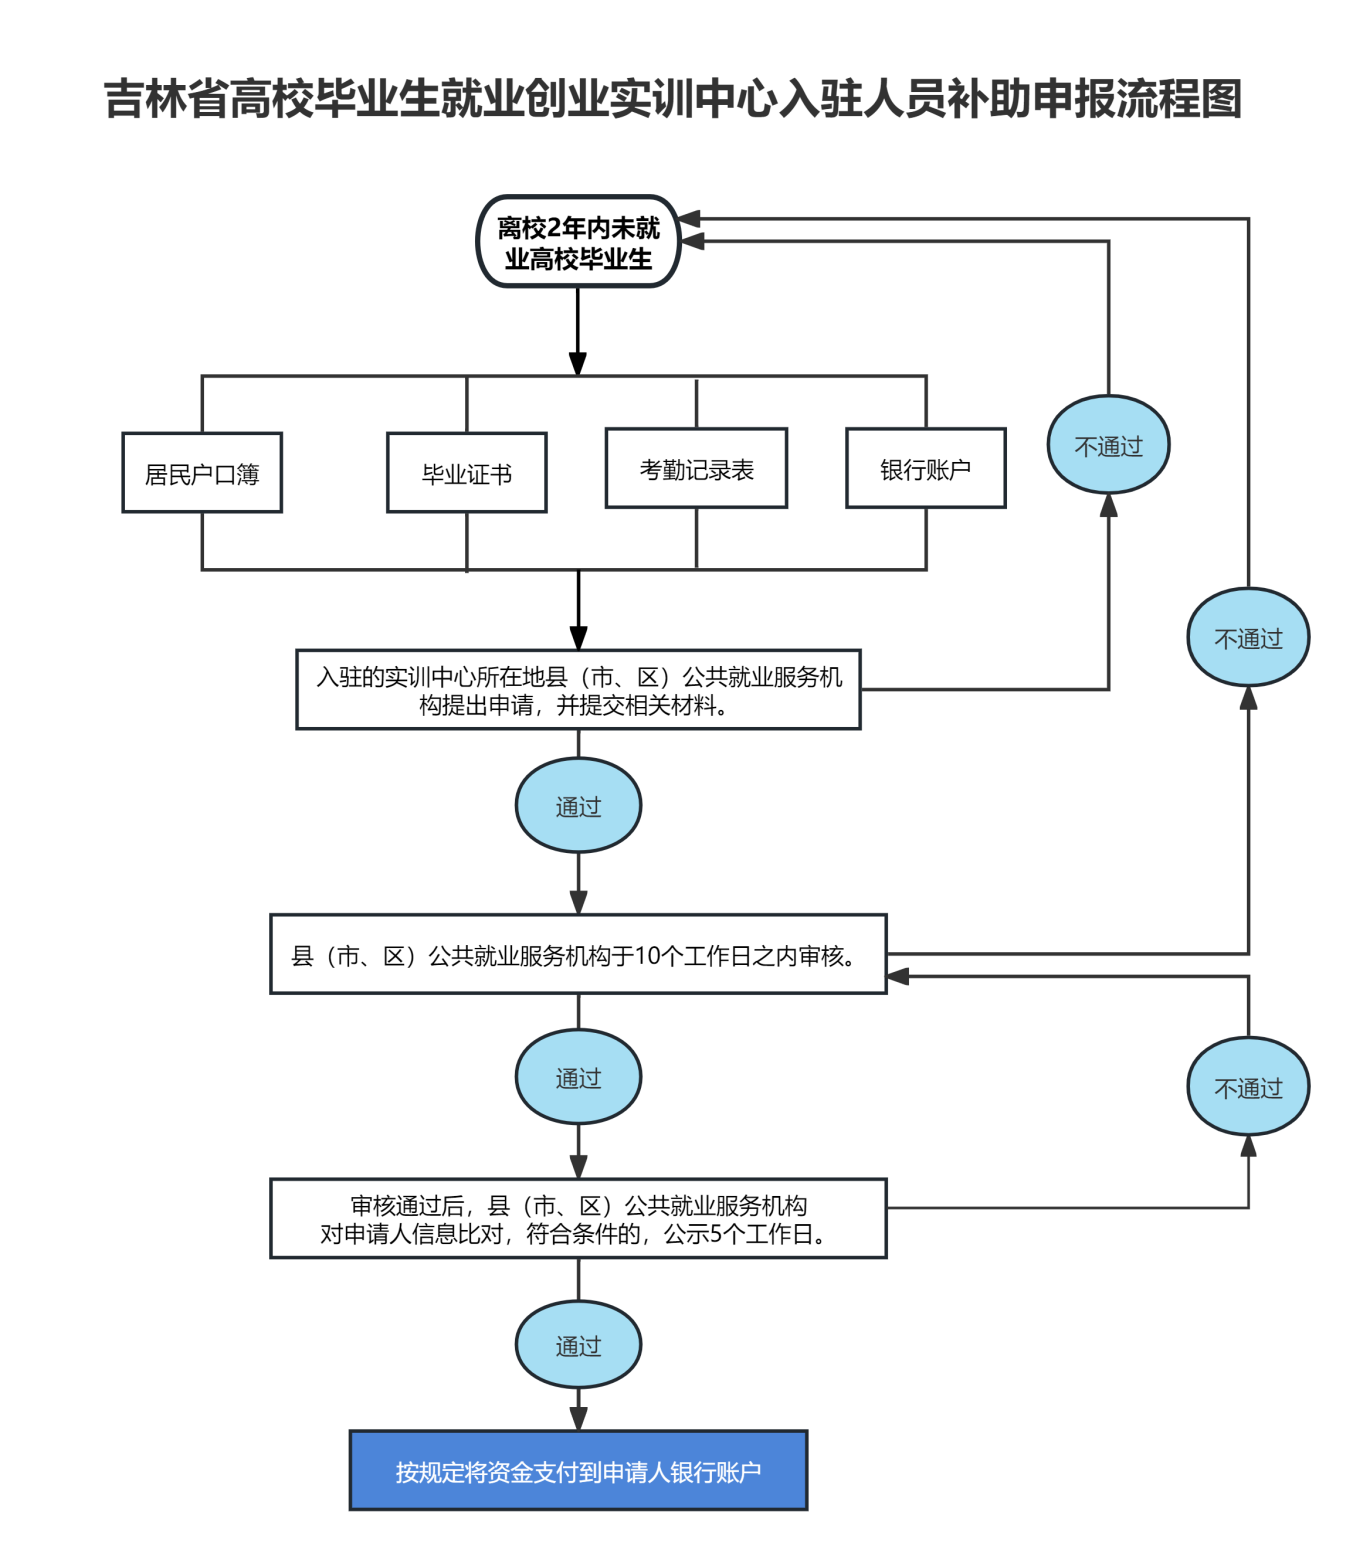 吉林省高校毕业生就业创业实训中心入驻人员补助申报流程图
离校2年内未就
业高校毕业生
居民户口簿
毕业证书
考勤记录表
银行账户
不通过
不通过
入驻的实训中心所在地县（市、区）公共就业服务机
构提出申请，并提交相关材料。
通过
县（市、区）公共就业服务机构于10个工作日之内审核。
通过
不通过
审核通过后，县（市、区）公共就业服务机构
对申请人信息比对，符合条件的，公示5个工作日。
通过
按规定将资金支付到申请人银行账户